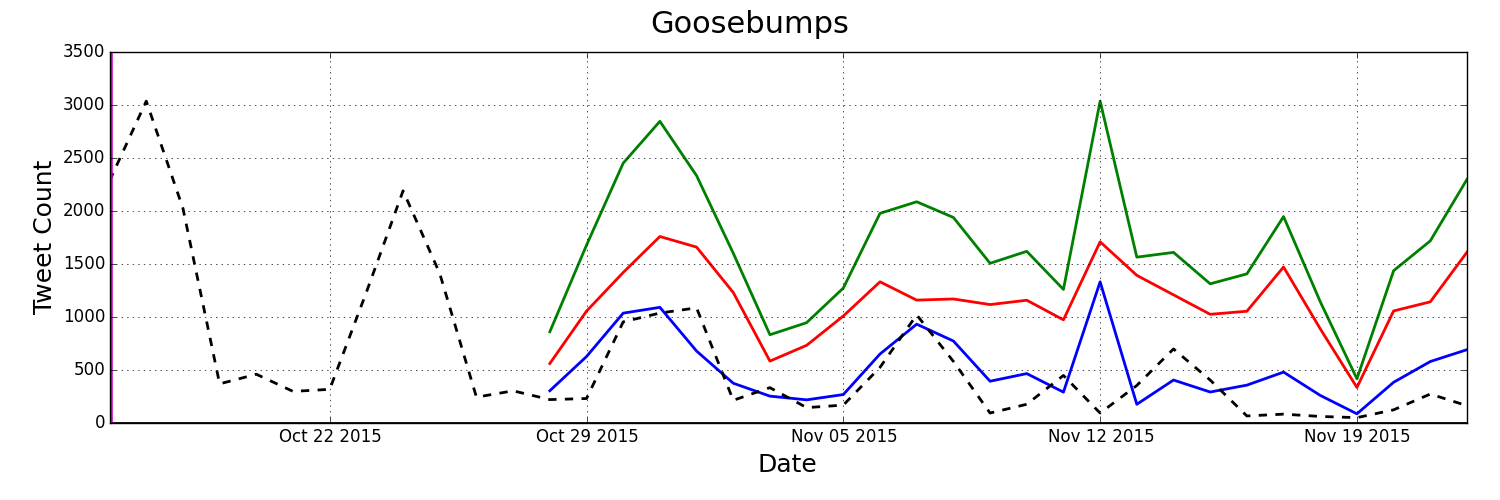 Goosebumps
3500
3000
2500
2000
1500
1000
500
0
Tweet Count
Oct 22 2015
Oct 29 2015
Nov 05 2015
Nov 12 2015
Nov 19 2015
Date